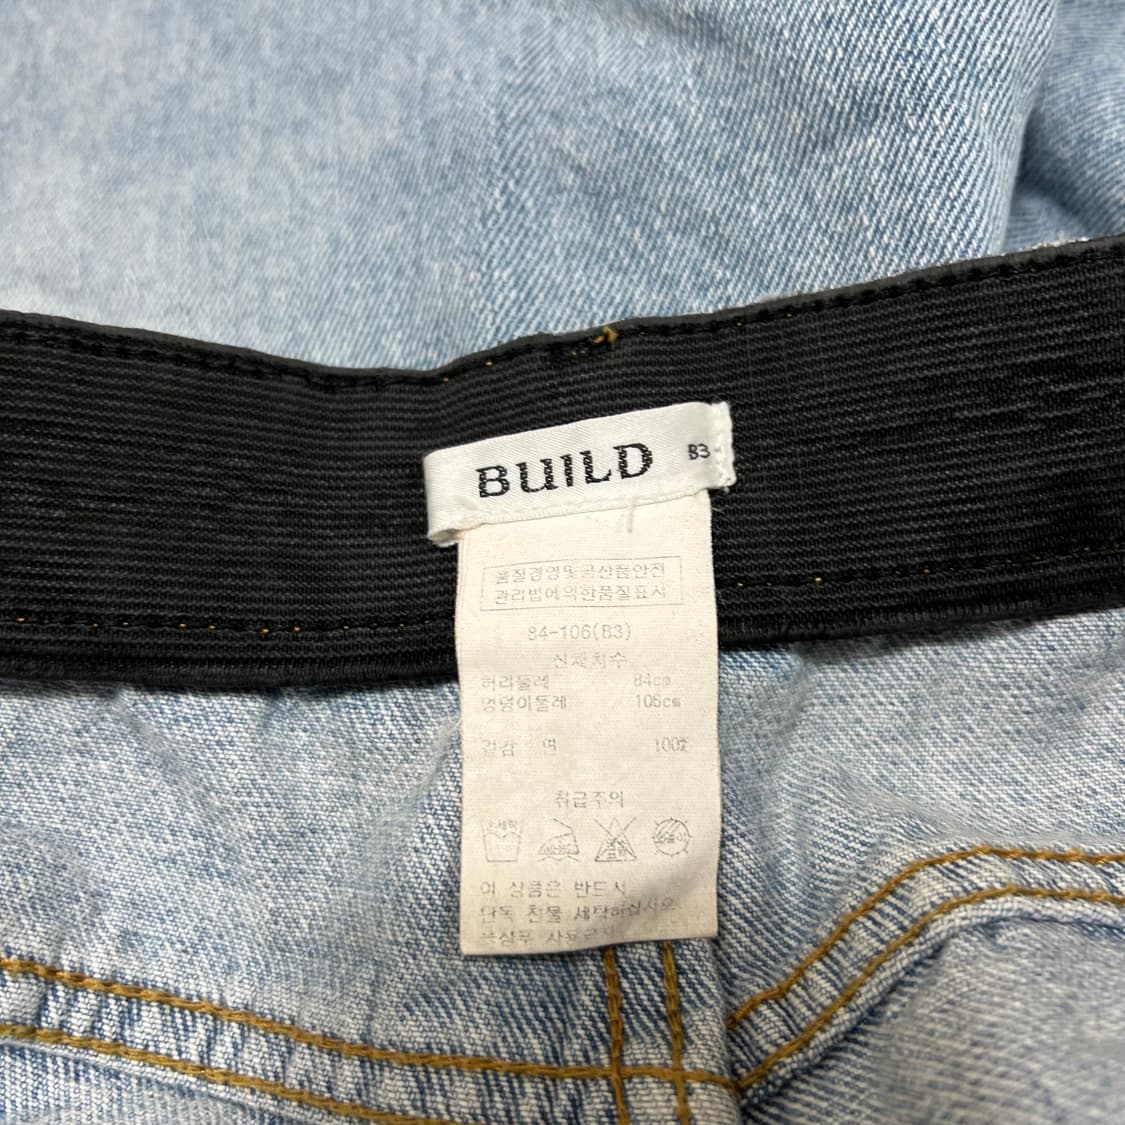 BUILD B3
품질경영및공산품안전
관리법에의한품질표시
84-106(B3)
신체치수
허리둘레 84cm
엉덩이둘레 106cm
겉감 면 100%
취급주의
손세탁
이 상품은 반드시
단독 찬물 세탁하십시오